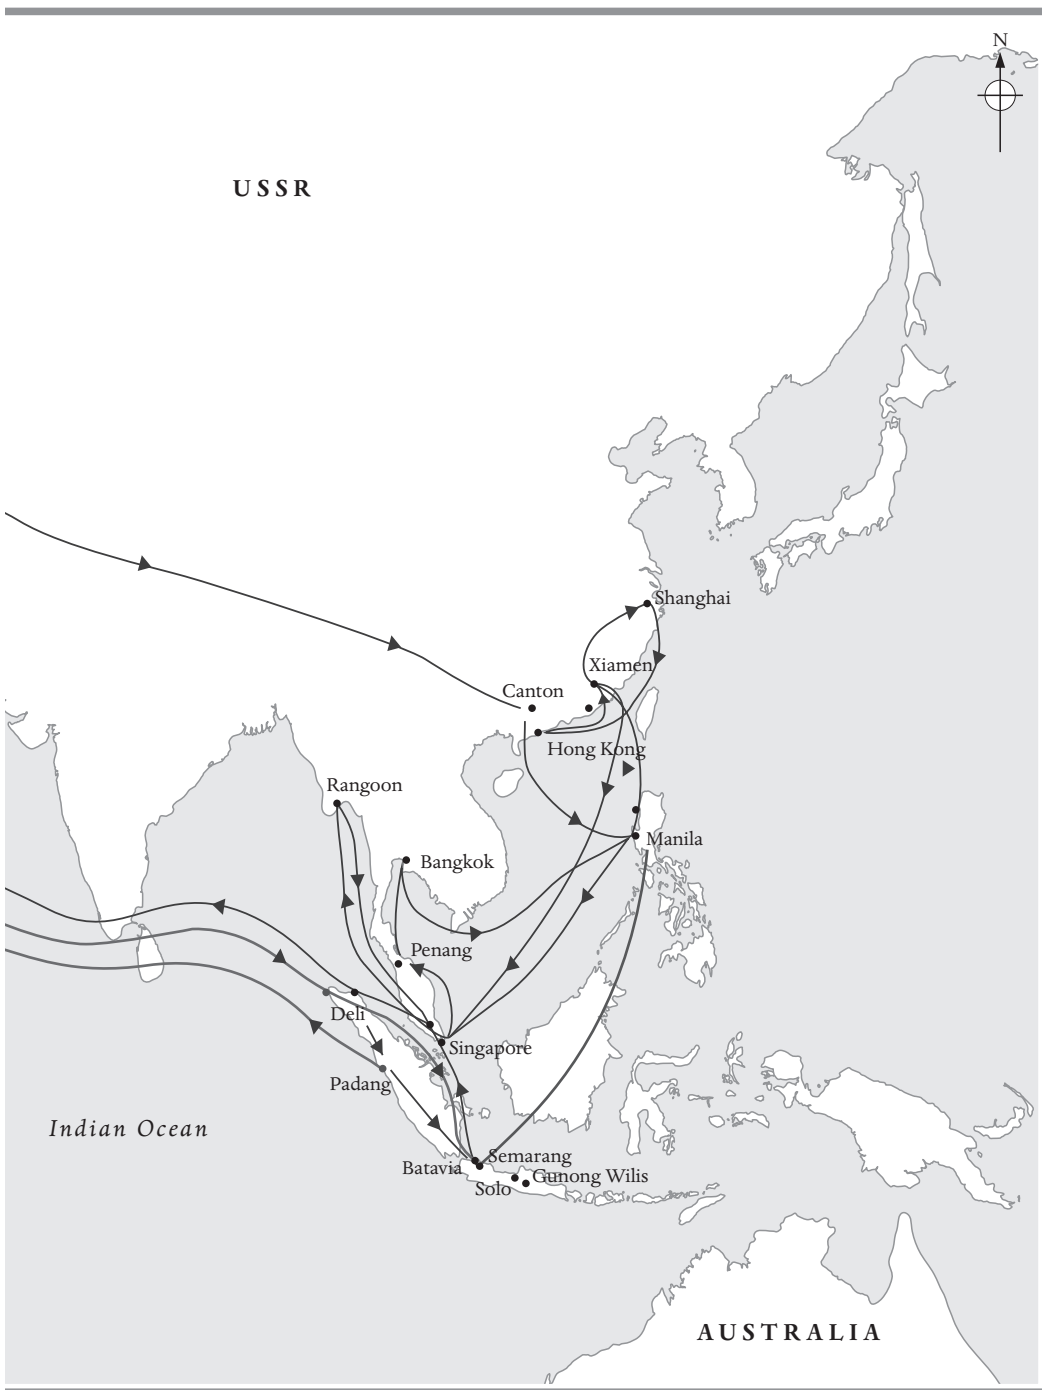 N
USSR
Shanghai
Xiamen
Canton
Hong Kong
Rangoon
Manila
Bangkok
Penang
Deli
Singapore
Padang
Indian Ocean
Semarang
Batavia
Gunong Wilis
Solo
AUSTRALIA